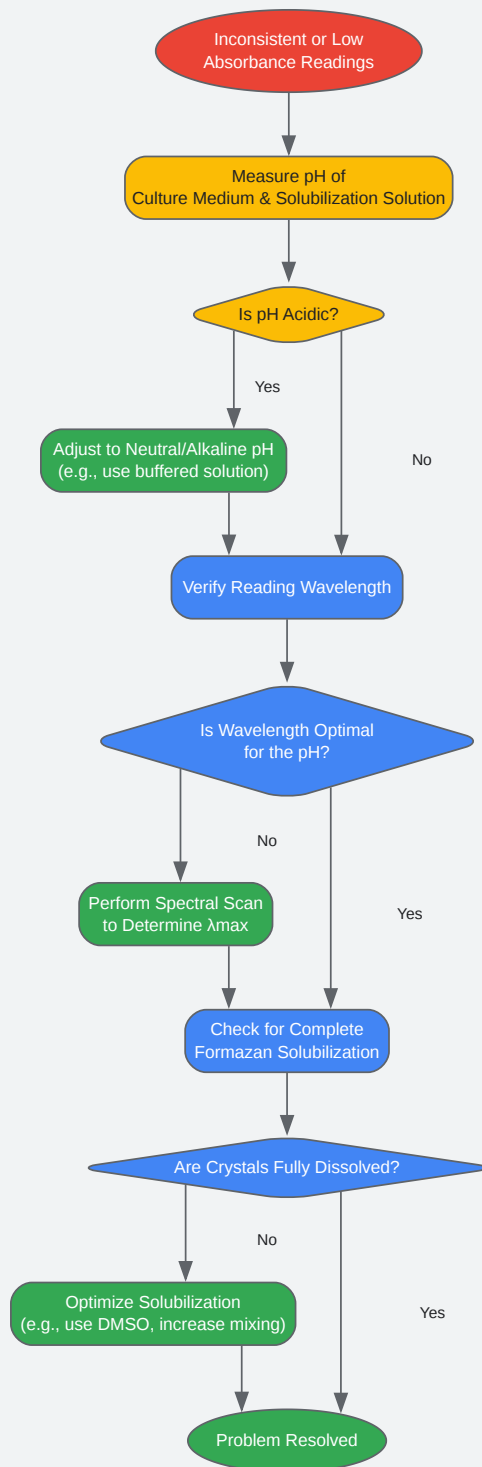 Inconsistent or Low
Absorbance Readings
Measure pH of
Culture Medium & Solubilization Solution
Is pH Acidic?
Yes
Adjust to Neutral/Alkaline pH
(e.g., use buffered solution)
No
Verify Reading Wavelength
Is Wavelength Optimal
for the pH?
No
Perform Spectral Scan
to Determine λmax
Yes
Check for Complete
Formazan Solubilization
Are Crystals Fully Dissolved?
No
Optimize Solubilization
(e.g., use DMSO, increase mixing)
Yes
Problem Resolved